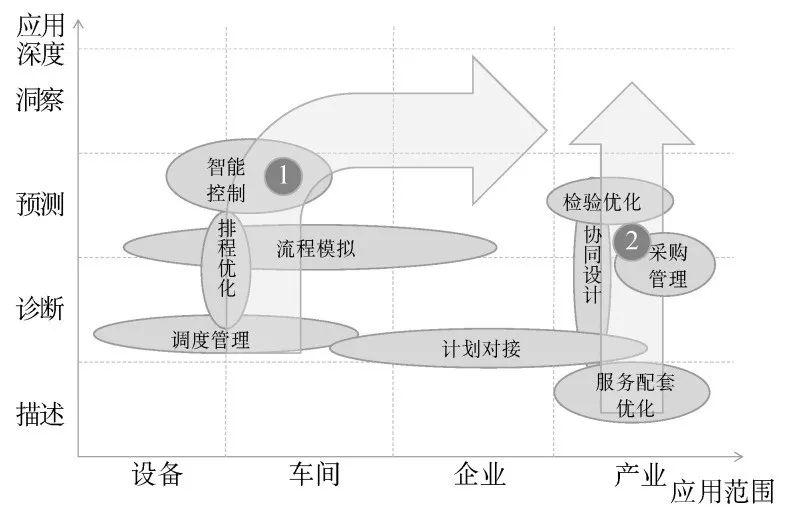 应用
深度
洞察
预测
诊断
描述
智能
控制
1
排程优化
流程模拟
调度管理
计划对接
检验优化
协同设计
2
采购
管理
服务配套
优化
设备
车间
企业
产业
应用范围